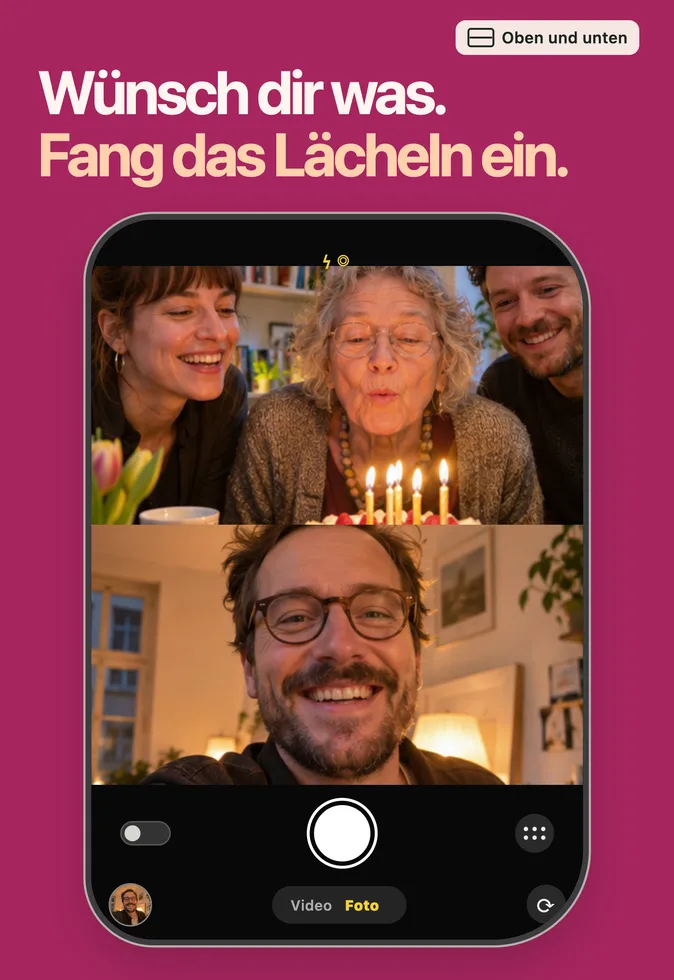 Oben und unten
Wünsch dir was.
Fang das Lächeln ein.
Video Foto